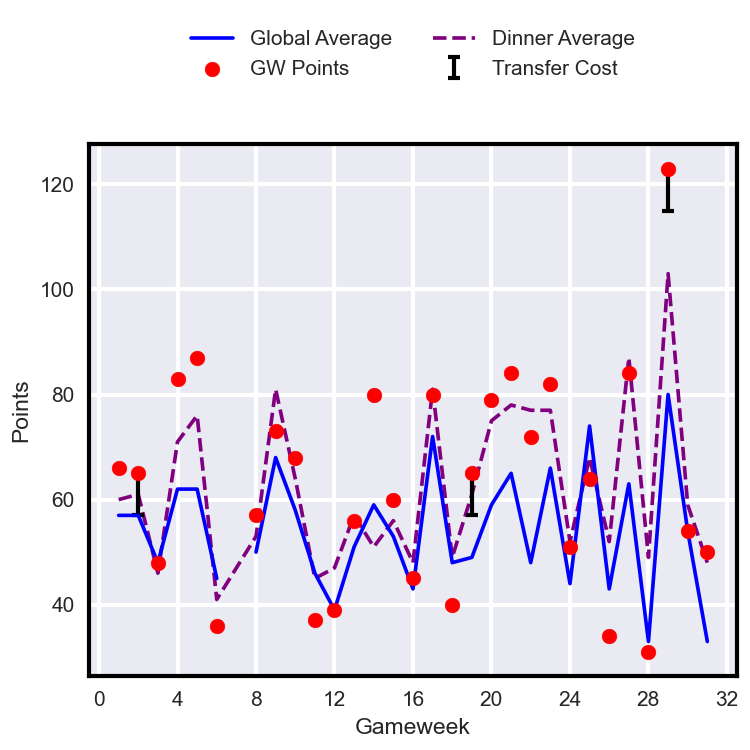 Global Average
Dinner Average
GW Points
Transfer Cost
120
100
80
60
40
Points
0 4 8 12 16 20 24 28 32
Gameweek